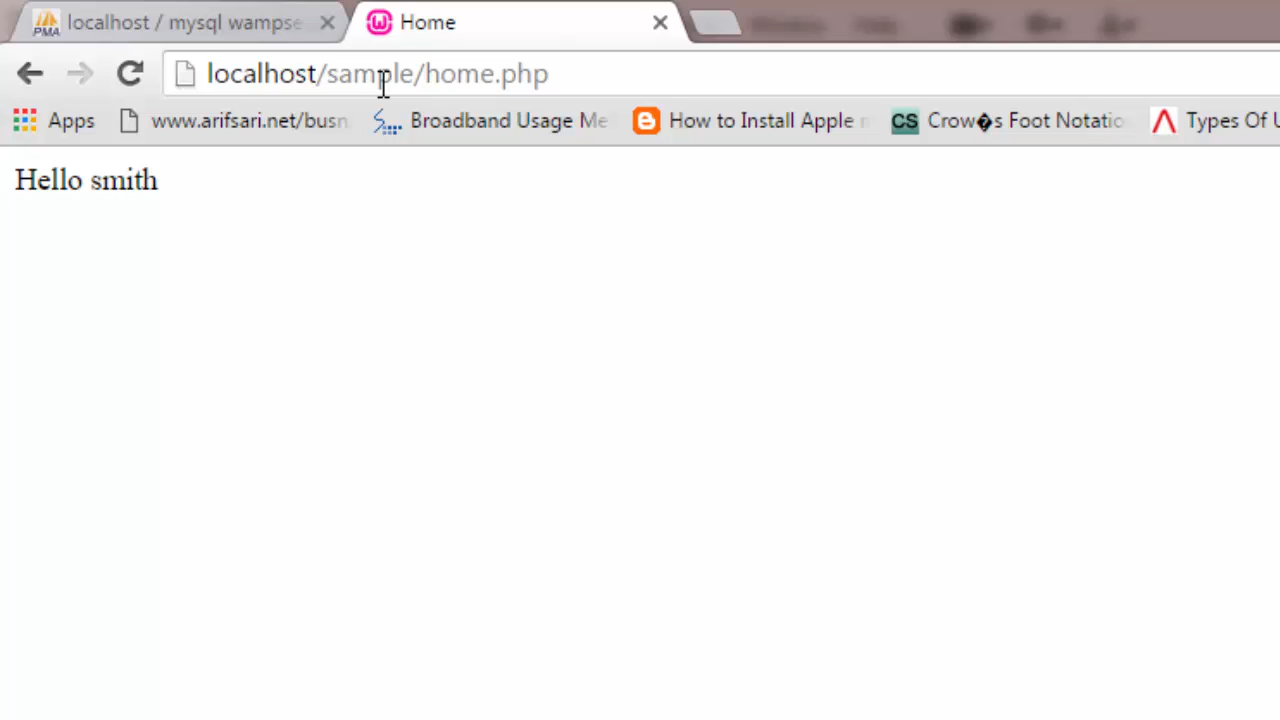 localhost / mysql wampse
Home
localhost/sample/home.php
Apps
www.arifsari.net/busn
Broadband Usage Me
How to Install Apple
Crow�s Foot Notatio
Types Of U
Hello smith